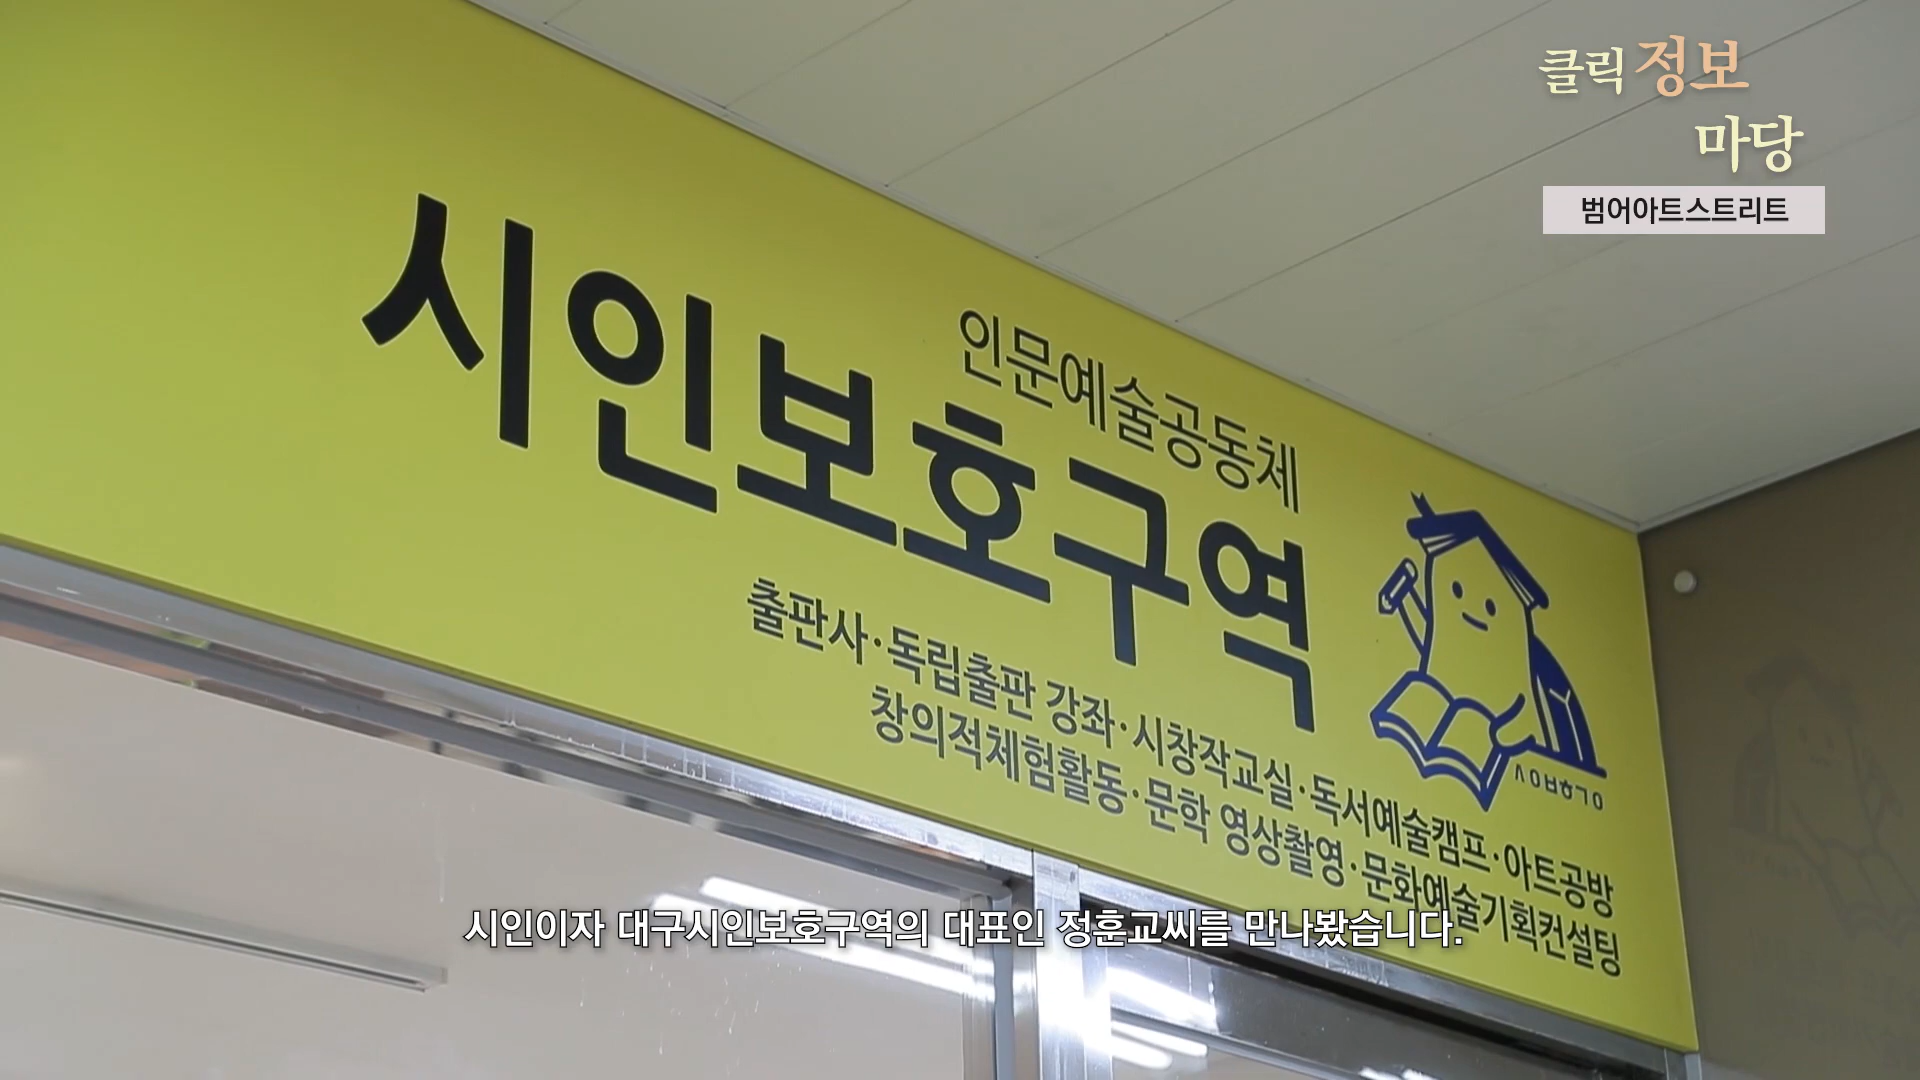 클릭 정보
마당
범어아트스트리트
인문예술공동체
시인보호구역
ㅅㅇㅂㅎㄱㅇ
출판사·독립출판 강좌·시창작교실·독서예술캠프·아트공방
창의적체험활동·문학 영상촬영·문화예술기획컨설팅
시인이자 대구시인보호구역의 대표인 정훈교씨를 만나봤습니다.